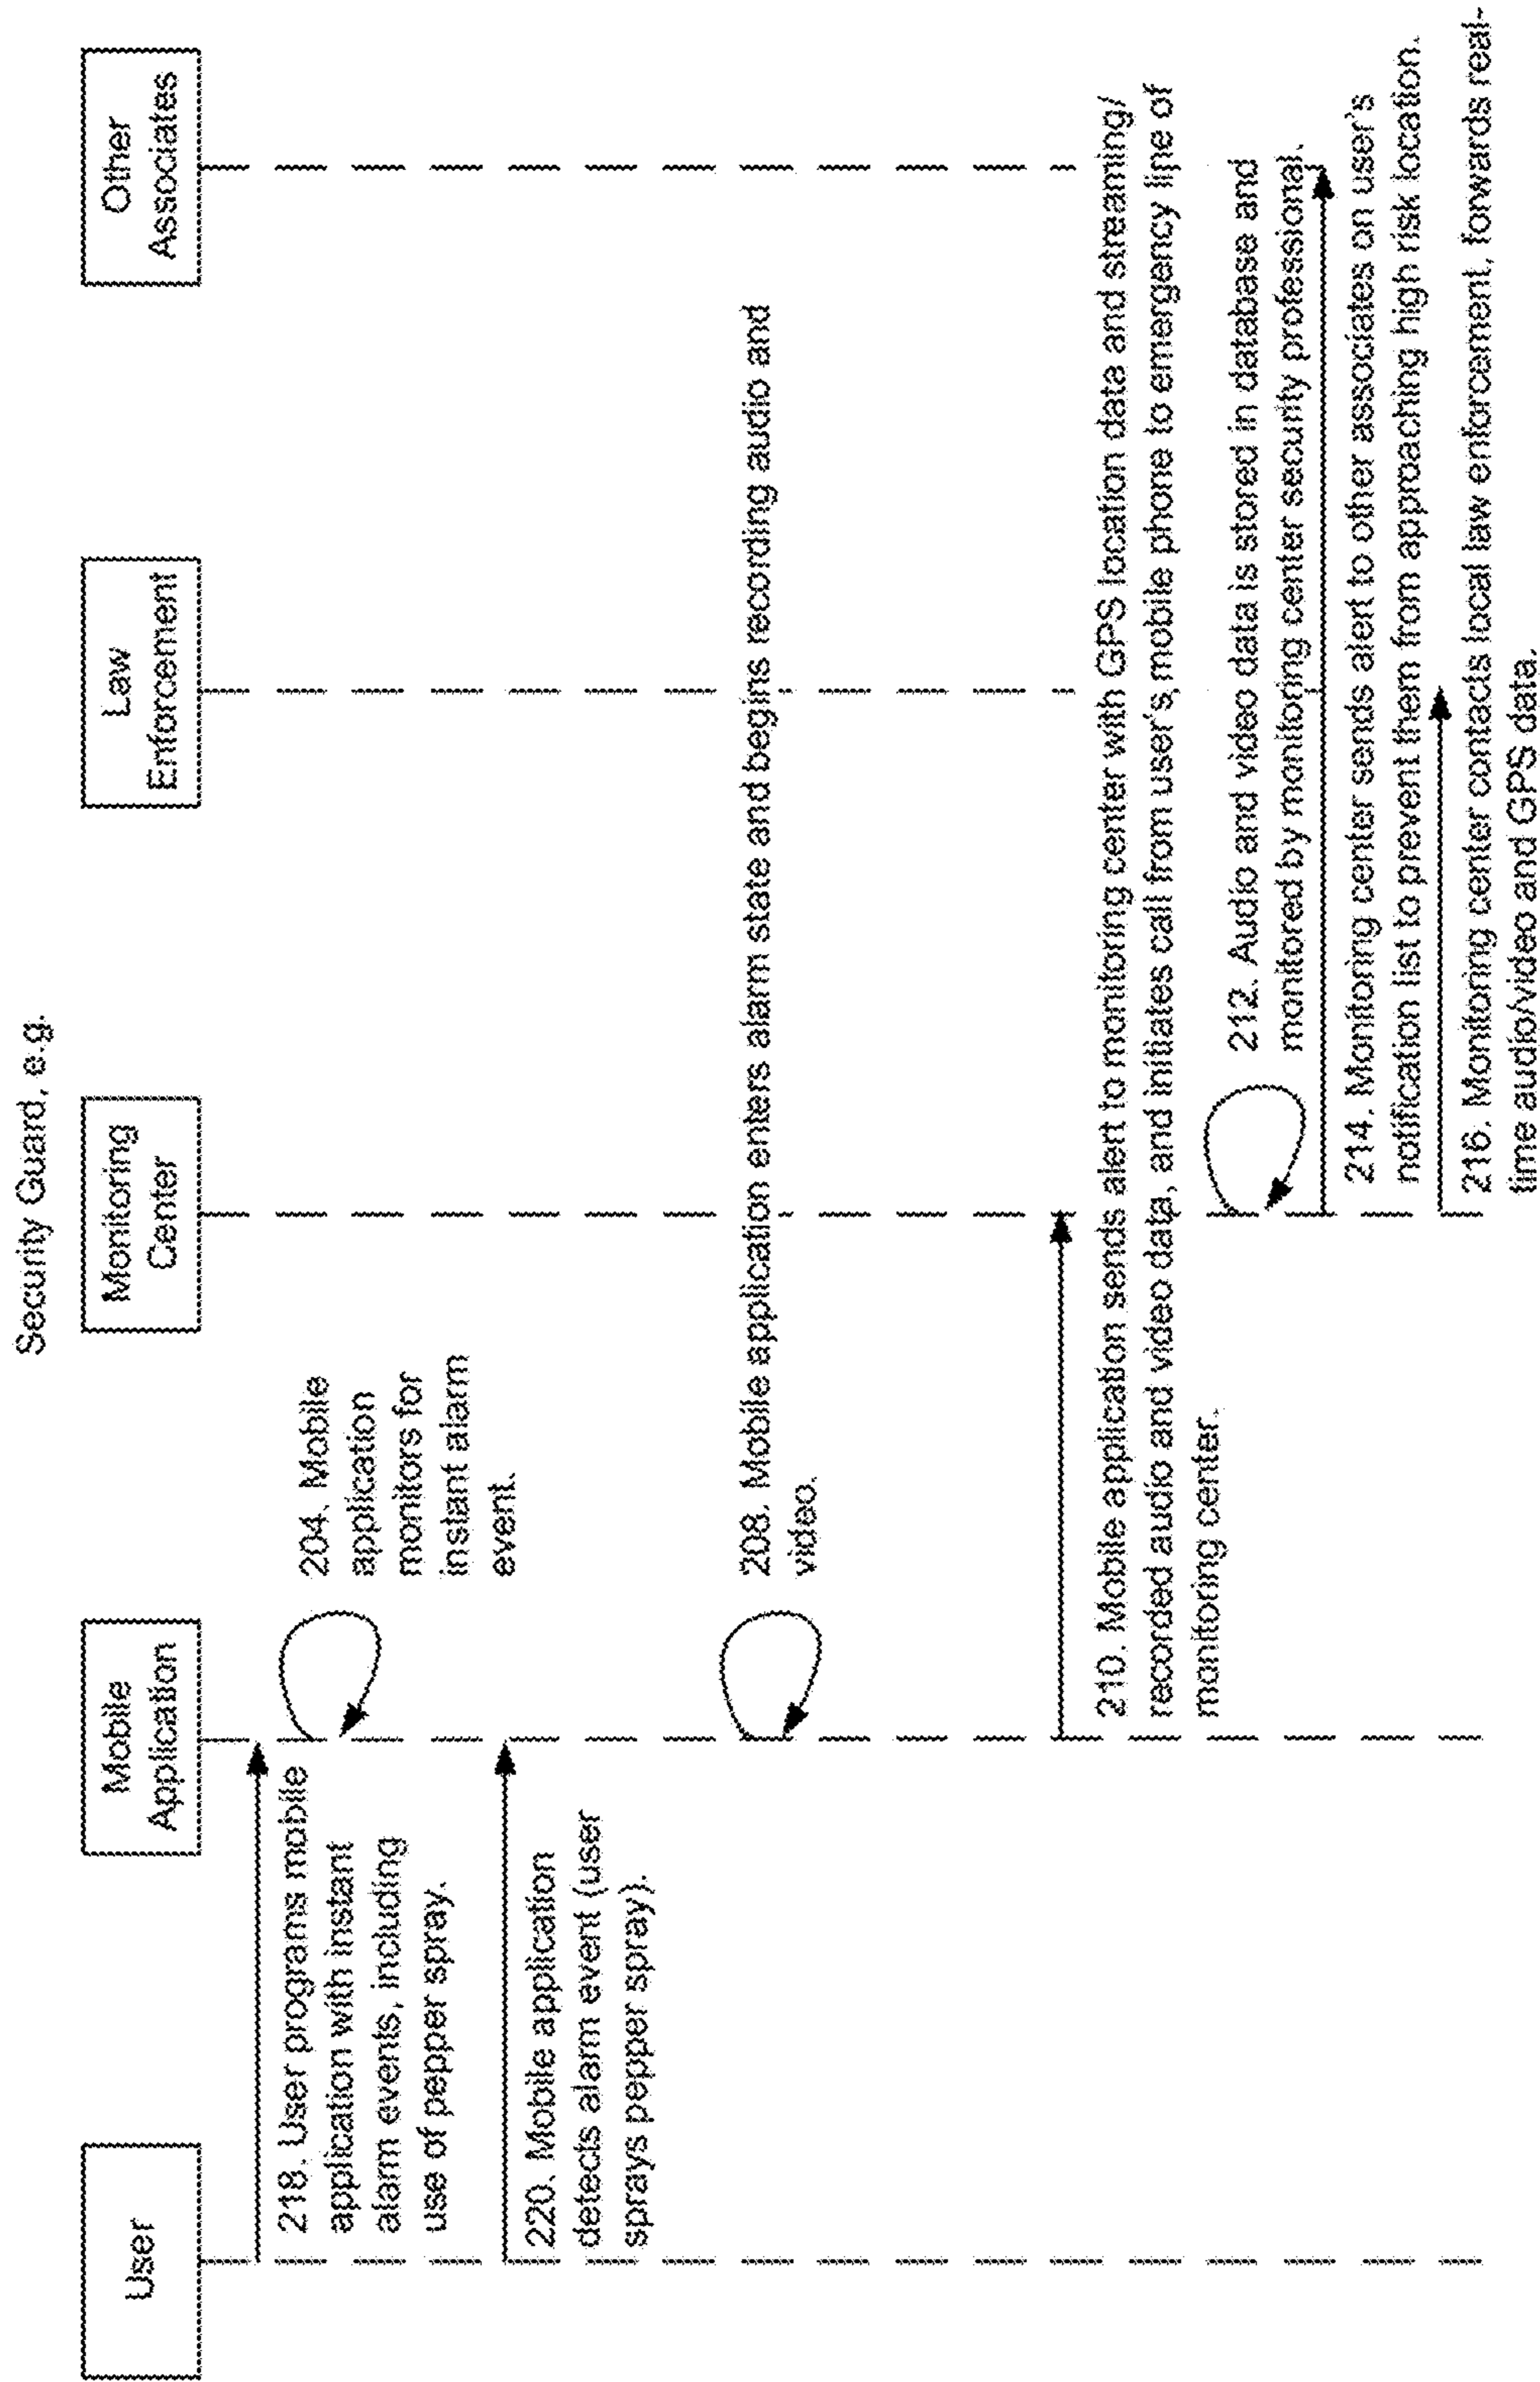 Security Guard, e.g.
User
Mobile
Application
Monitoring
Center
Law
Enforcement
Other
Associates
218. User programs mobile
application with instant
alarm events, including
use of pepper spray.
204. Mobile
application
monitors for
instant alarm
event.
220. Mobile application
detects alarm event (user
sprays pepper spray).
208. Mobile application enters alarm state and begins recording audio and
video.
210. Mobile application sends alert to monitoring center with GPS location data and streaming/
recorded audio and video data, and initiates call from user's mobile phone to emergency line of
monitoring center.
212. Audio and video data is stored in database and
monitored by monitoring center security professional.
214. Monitoring center sends alert to other associates on user's
notification list to prevent them from approaching high risk location.
216. Monitoring center contacts local law enforcement, forwards real-
time audio/video and GPS data.